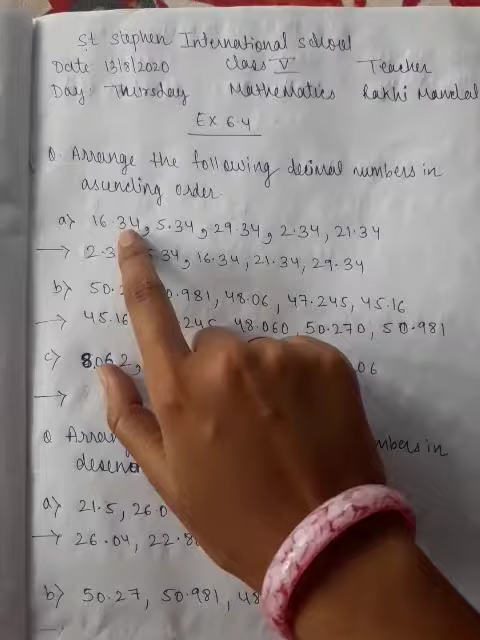 St Stephen International school
Date: 13/8/2020 Class V Teacher
Day: Thursday Mathematics Rakhi Mandal
EX 6.4
Q. Arrange the following decimal numbers in
ascending order.
a) 16.34, 5.34, 29.34, 2.34, 21.34
→ 2.3 .34, 16.34, 21.34, 29.34
b) 50.2 0.981, 48.06, 47.245, 45.16
→ 45.16 .245, 48.060, 50.270, 50.981
c) 8.062, 06
→
Q Arran mbers in
descen
a) 21.5, 26.0
→ 26.04, 22.8
b) 50.27, 50.981, 48